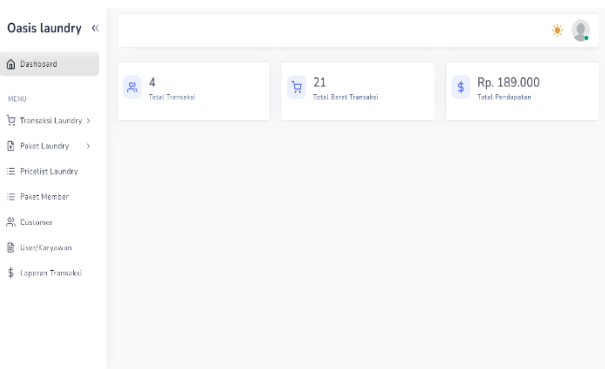 Oasis laundry
Dashboard
MENU
Transaksi Laundry
Paket Laundry
Pricelist Laundry
Paket Member
Customer
User/Karyawan
Laporan Transaksi
4
Total Transaksi
21
Total Berat Transaksi
Rp. 189.000
Total Pendapatan